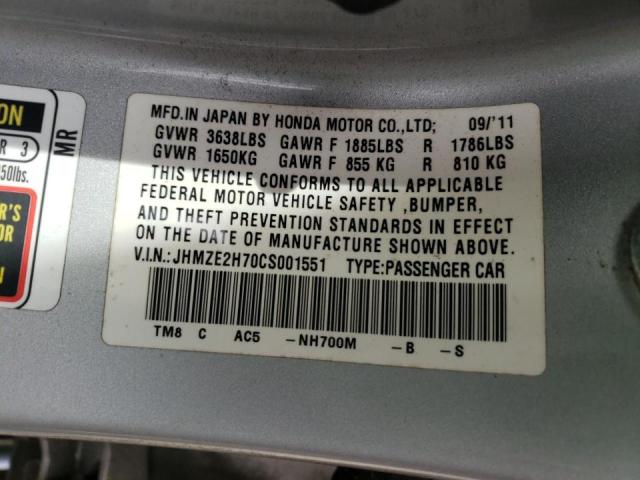 ON
R 3
50lbs.
R'S
OR
N
MR
MFD.IN JAPAN BY HONDA MOTOR CO.,LTD; 09/'11
GVWR 3638LBS GAWR F 1885LBS R 1786LBS
GVWR 1650KG GAWR F 855 KG R 810 KG
THIS VEHICLE CONFORMS TO ALL APPLICABLE
FEDERAL MOTOR VEHICLE SAFETY ,BUMPER,
AND THEFT PREVENTION STANDARDS IN EFFECT
ON THE DATE OF MANUFACTURE SHOWN ABOVE.
V.I.N.:JHMZE2H70CS001551 TYPE:PASSENGER CAR
TM8 C AC5 -NH700M -B -S